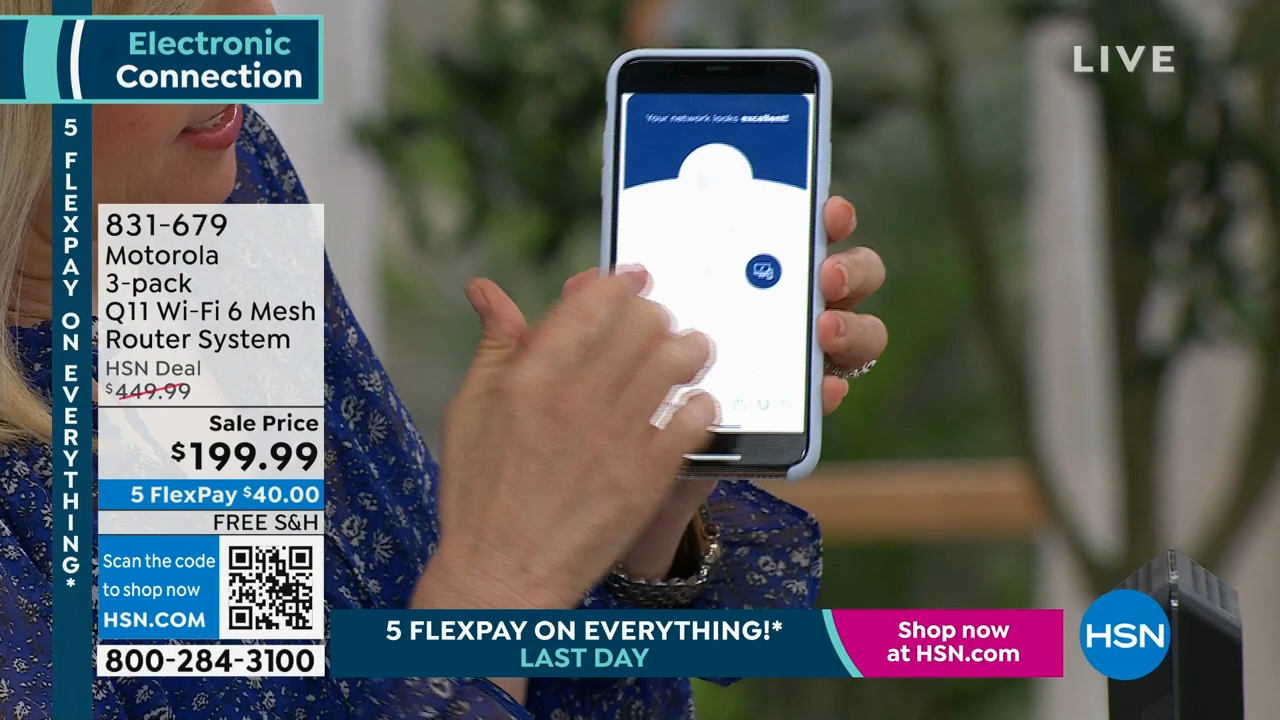 Electronic
Connection
LIVE
5 FLEXPAY ON EVERYTHING*
Your network looks excellent!
831-679
Motorola
3-pack
Q11 Wi-Fi 6 Mesh
Router System
HSN Deal
$449.99
Sale Price
$199.99
5 FlexPay $40.00
FREE S&H
Scan the code
to shop now
HSN.COM
800-284-3100
5 FLEXPAY ON EVERYTHING!*
LAST DAY
Shop now
at HSN.com
HSN